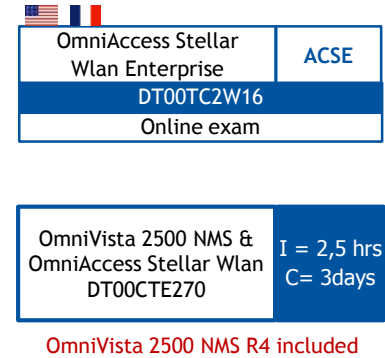 OmniAccess Stellar
Wlan Enterprise
ACSE
DT00TC2W16
Online exam
OmniVista 2500 NMS &
OmniAccess Stellar Wlan
DT00CTE270
I = 2,5 hrs
C= 3days
OmniVista 2500 NMS R4 included